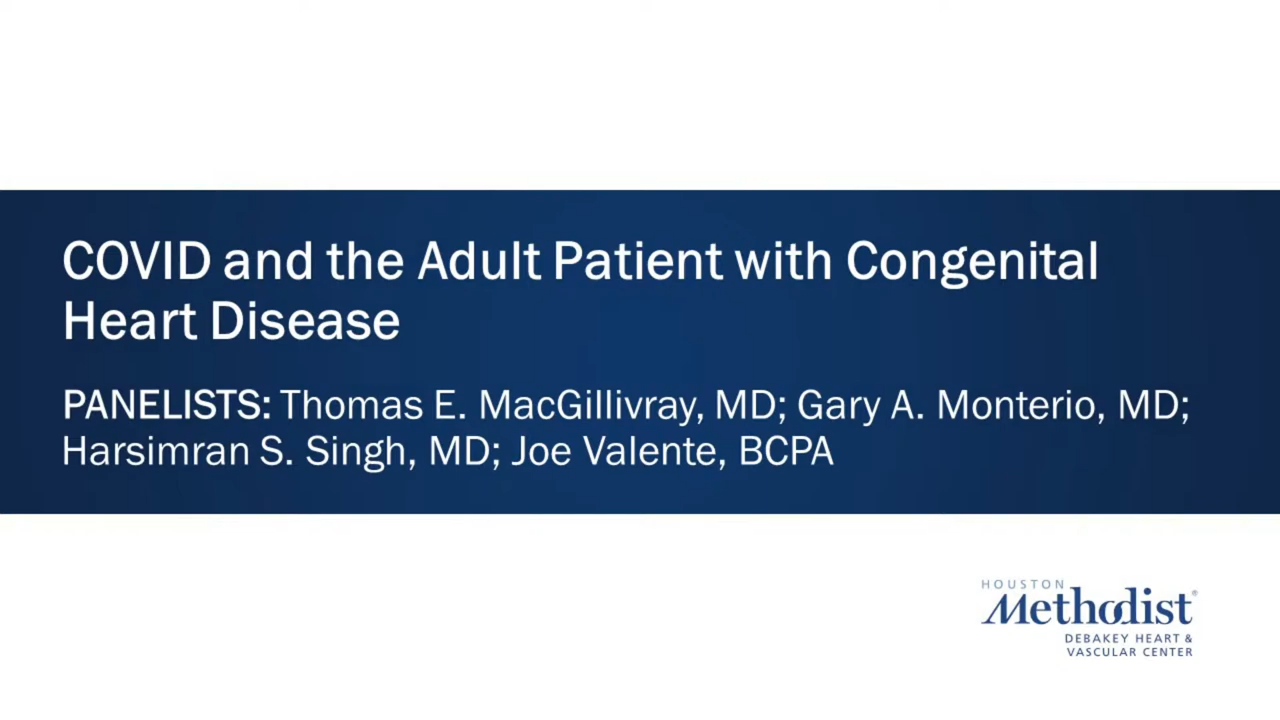 COVID and the Adult Patient with Congenital
Heart Disease
PANELISTS: Thomas E. MacGillivray, MD; Gary A. Monterio, MD;
Harsimran S. Singh, MD; Joe Valente, BCPA
HOUSTON
Methodist®
DEBAKEY HEART &
VASCULAR CENTER